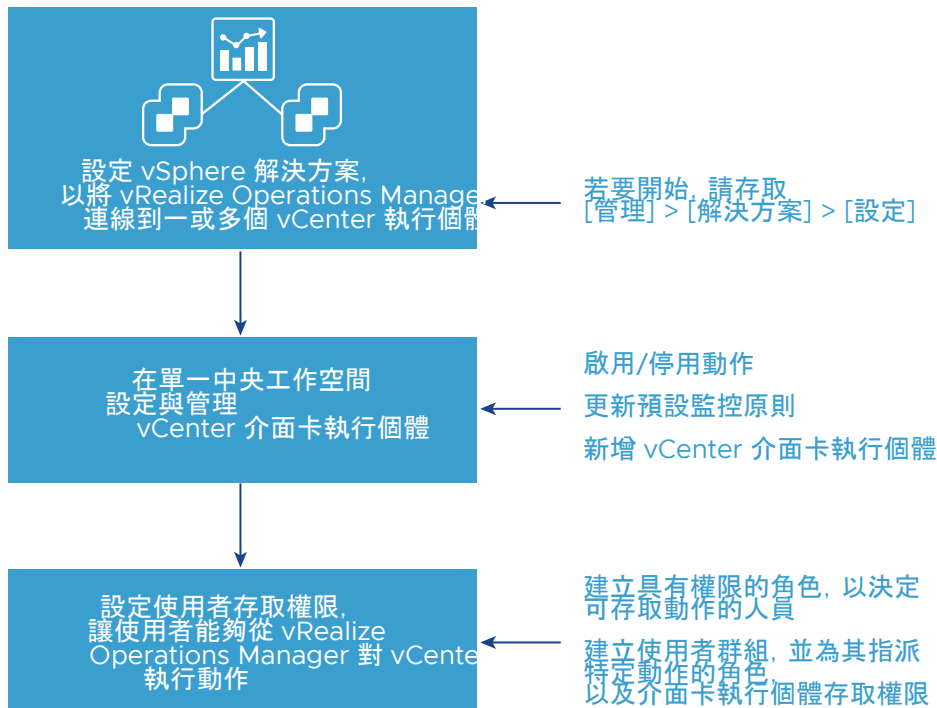 設定 vSphere 解決方案,
以將 vRealize Operations Manage
連線到一或多個 vCenter 執行個體
若要開始, 請存取
[管理] > [解決方案] > [設定]
在單一中央工作空間
設定與管理
vCenter 介面卡執行個體
啟用/停用動作
更新預設監控原則
新增 vCenter 介面卡執行個體
設定使用者存取權限,
讓使用者能夠從 vRealize
Operations Manager 對 vCente
執行動作
建立具有權限的角色, 以決定
可存取動作的人員
建立使用者群組, 並為其指派
特定動作的角色,
以及介面卡執行個體存取權限